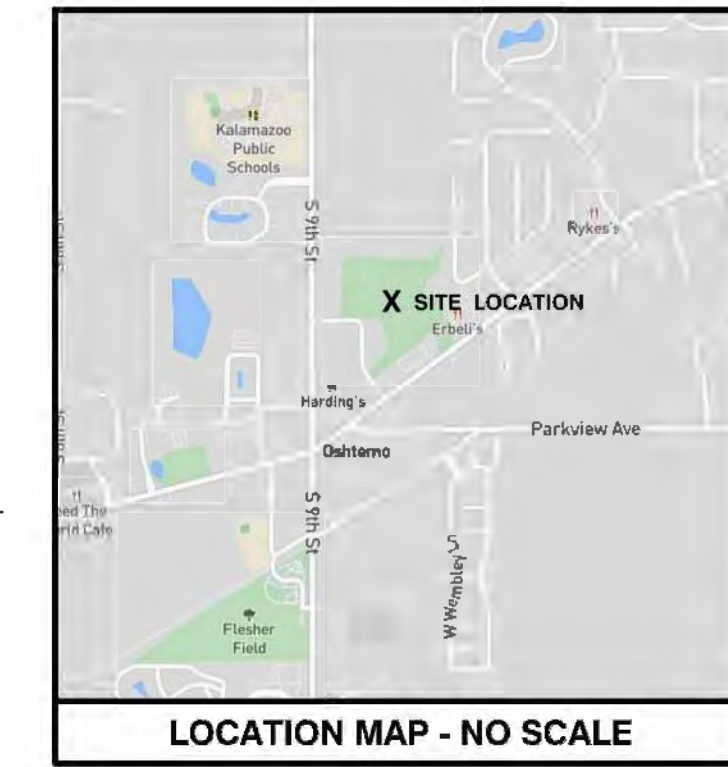 Kalamazoo
Public
Schools
S 9th St
Rykes's
X SITE LOCATION
Erbeli's
Harding's
Parkview Ave
Oshtemo
S 9th St
W Wembley Ln
Flesher
Field
LOCATION MAP - NO SCALE